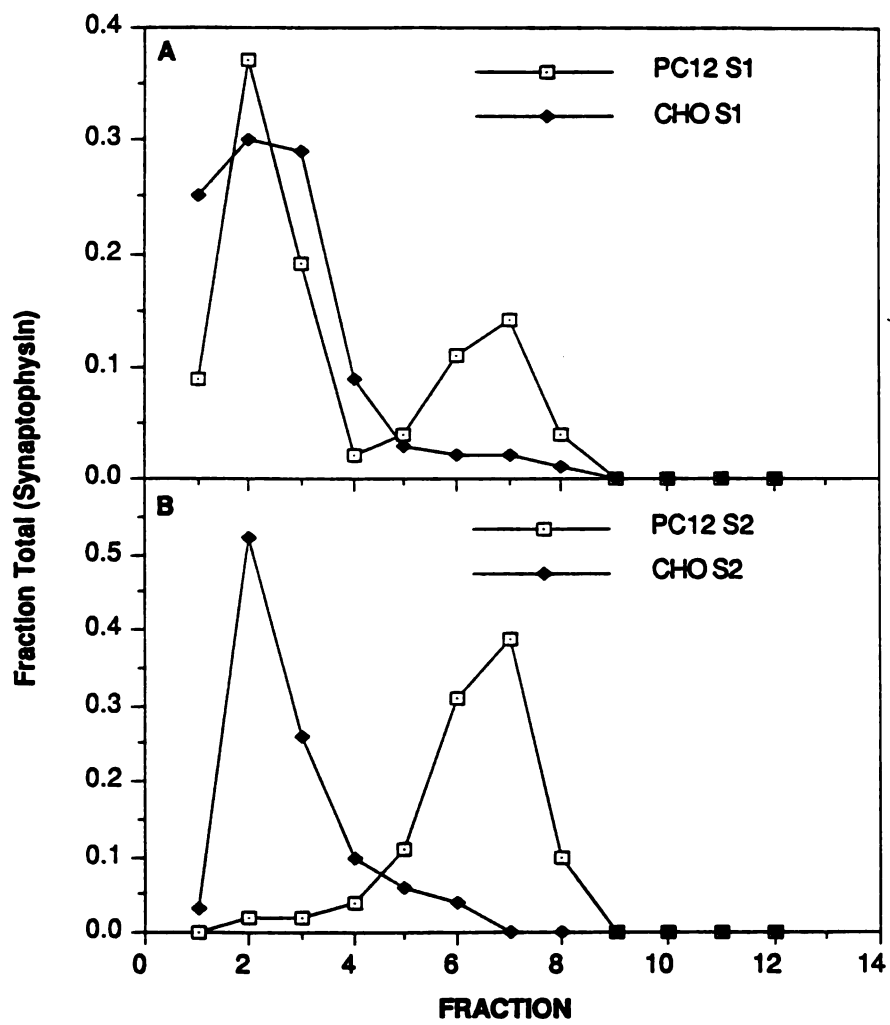 0.4
A
PC12 S1
CHO S1
0.3
0.2
0.1
0.0
Fraction Total (Synaptophysin)
B
PC12 S2
CHO S2
0.5
0.4
0.3
0.2
0.1
0.0
0 2 4 6 8 10 12 14
FRACTION